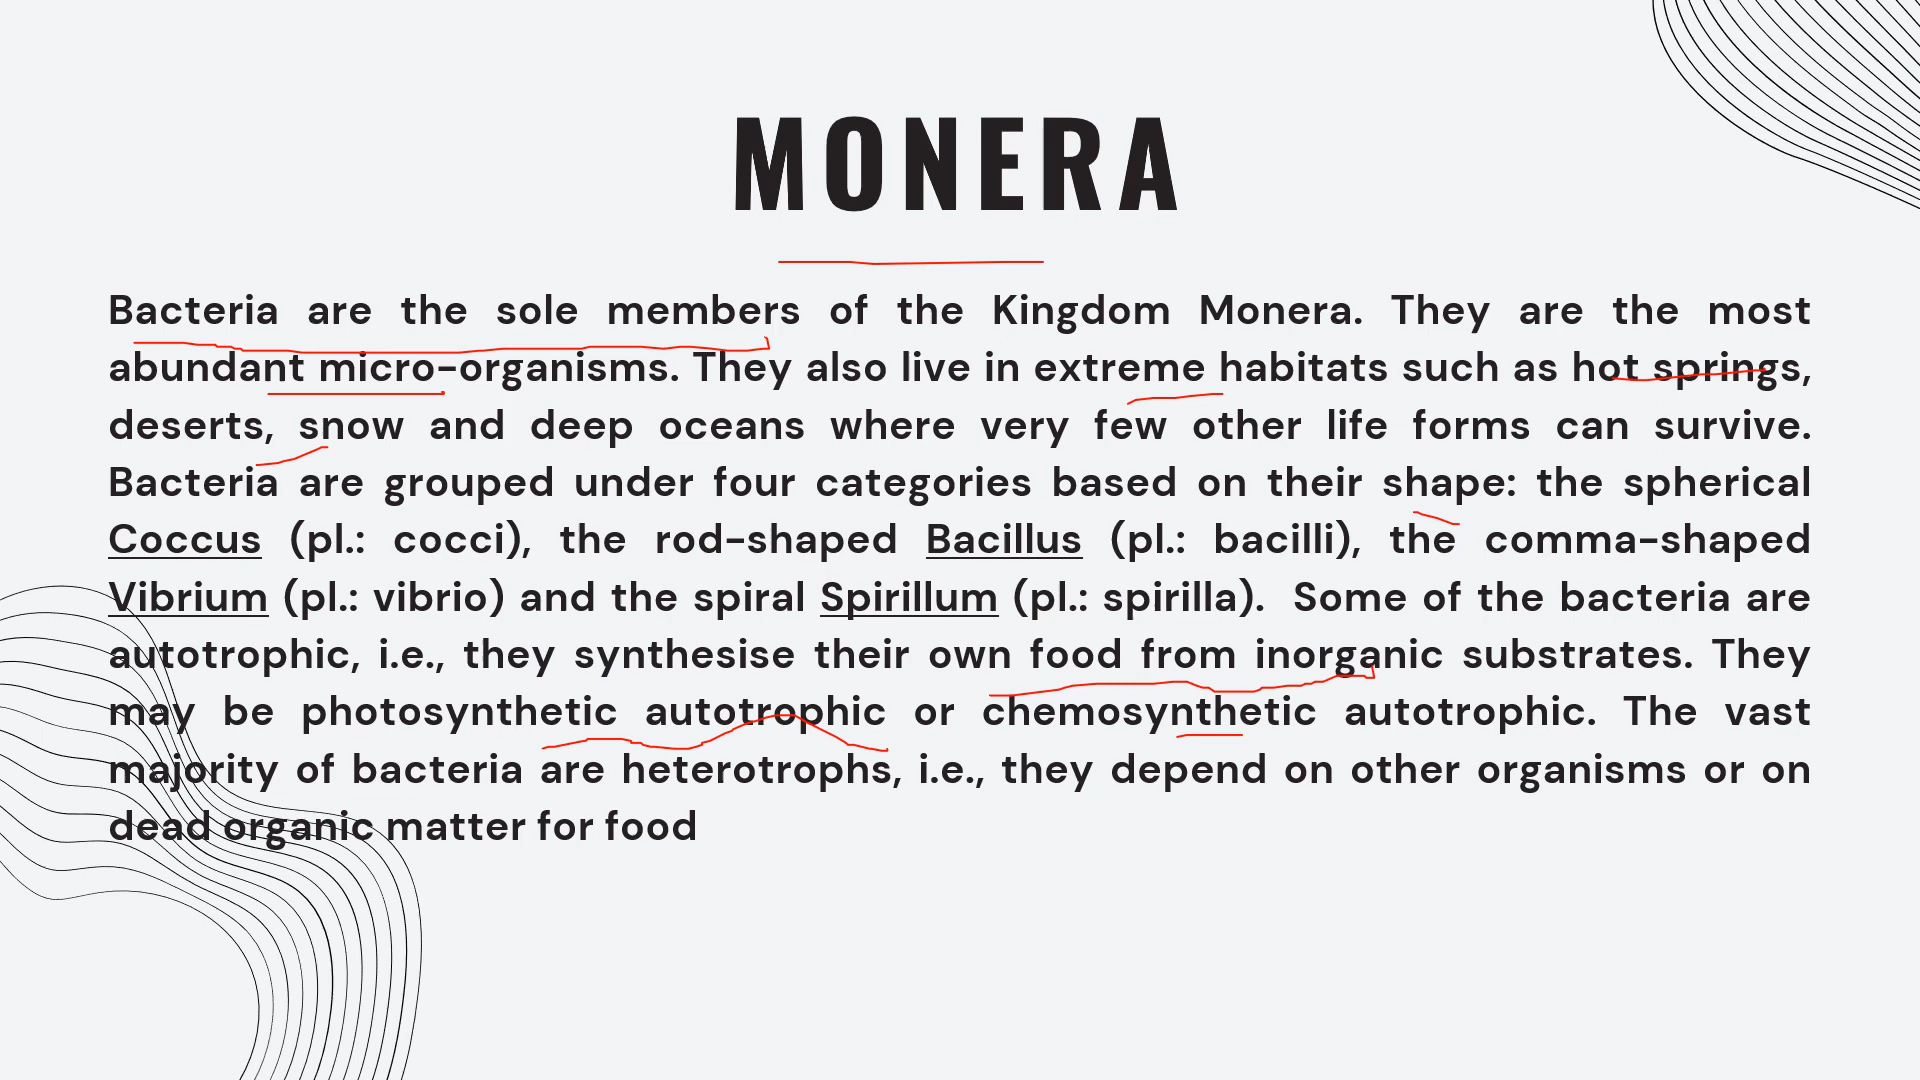 MONERA
Bacteria are the sole members of the Kingdom Monera. They are the most
abundant micro-organisms. They also live in extreme habitats such as hot springs,
deserts, snow and deep oceans where very few other life forms can survive.
Bacteria are grouped under four categories based on their shape: the spherical
Coccus (pl.: cocci), the rod-shaped Bacillus (pl.: bacilli), the comma-shaped
Vibrium (pl.: vibrio) and the spiral Spirillum (pl.: spirilla). Some of the bacteria are
autotrophic, i.e., they synthesise their own food from inorganic substrates. They
may be photosynthetic autotrophic or chemosynthetic autotrophic. The vast
majority of bacteria are heterotrophs, i.e., they depend on other organisms or on
dead organic matter for food